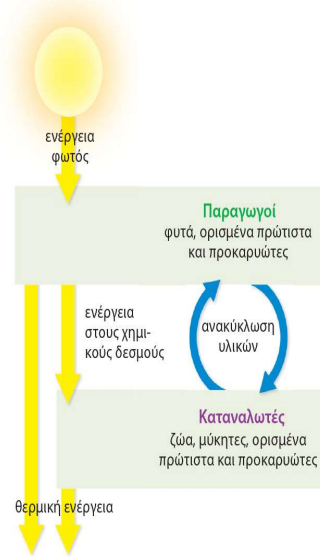 ενέργεια
φωτός
Παραγωγοί
φυτά, ορισμένα πρώτιστα
και προκαρυώτες
ενέργεια
στους χημι-
κούς δεσμούς
ανακύκλωση
υλικών
Καταναλωτές
ζώα, μύκητες, ορισμένα
πρώτιστα και προκαρυώτες
θερμική ενέργεια